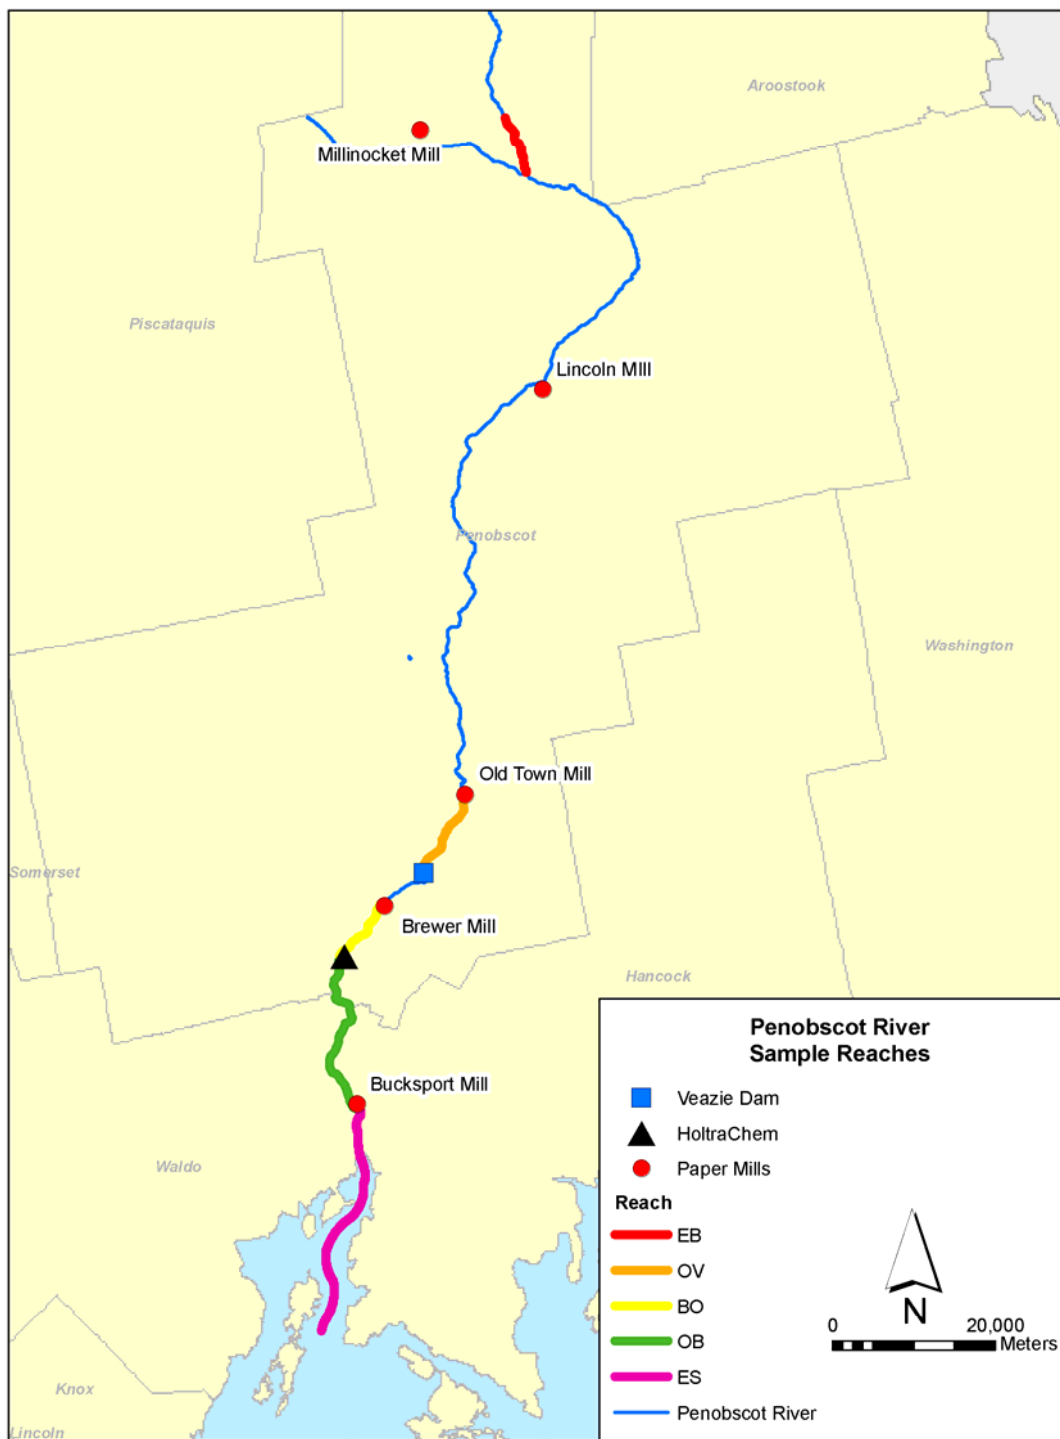 Aroostook
Millinocket Mill
Piscataquis
Lincoln MIll
Penobscot
Washington
Old Town Mill
Somerset
Brewer Mill
Hancock
Bucksport Mill
Waldo
Knox
Lincoln
Penobscot River
Sample Reaches
Veazie Dam
HoltraChem
Paper Mills
Reach
EB
OV
BO
OB
ES
Penobscot River
N
0 20,000
Meters